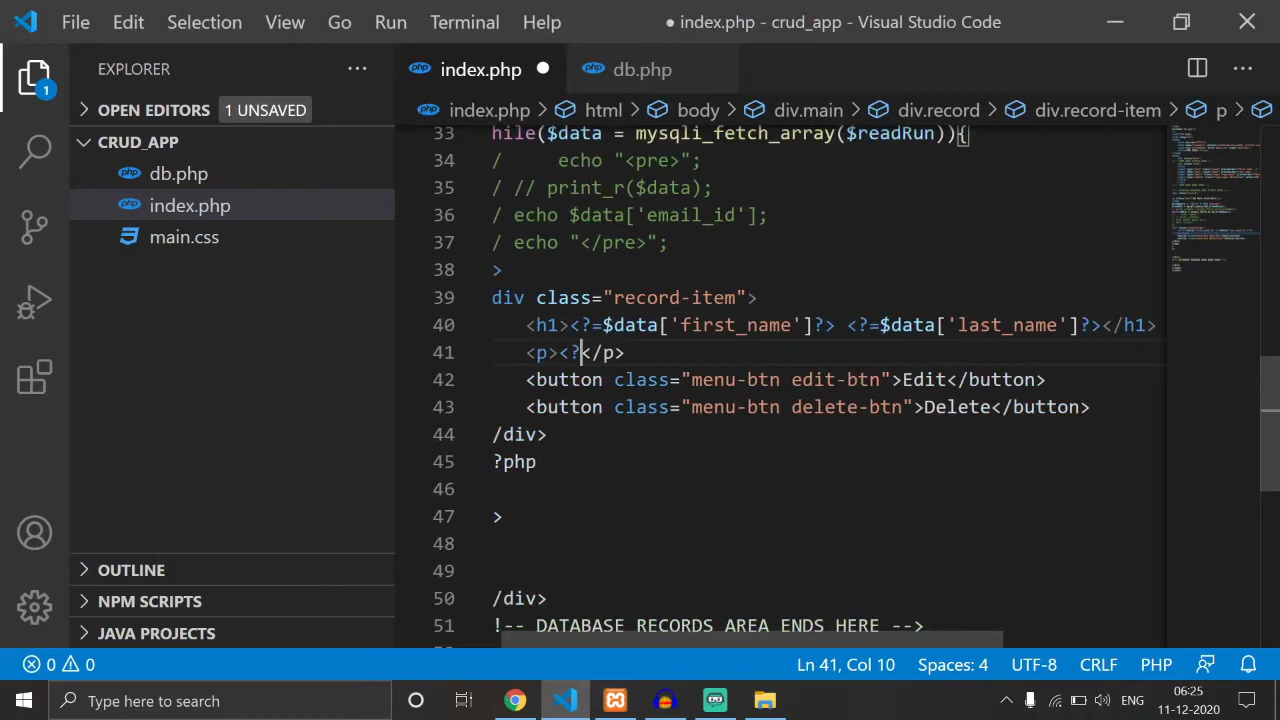 File Edit Selection View Go Run Terminal Help ● index.php - crud_app - Visual Studio Code
EXPLORER ... php index.php ● php db.php ...
1
> OPEN EDITORS 1 UNSAVED
php index.php > html > body > div.main > div.record > div.record-item > p >
CRUD_APP
php db.php
php index.php
main.css
33 hile($data = mysqli_fetch_array($readRun)){
34 /     echo "<pre>";
35 / // print_r($data);
36 / echo $data['email_id'];
37 / echo "</pre>";
38 >
39 div class="record-item">
40 <h1><?=$data['first_name']?> <?=$data['last_name']?></h1>
41 <p><?</p>
42 <button class="menu-btn edit-btn">Edit</button>
43 <button class="menu-btn delete-btn">Delete</button>
44 /div>
45 ?php
46
47 >
48
49
50 /div>
51 !-- DATABASE RECORDS AREA ENDS HERE -->
> OUTLINE
> NPM SCRIPTS
> JAVA PROJECTS
0 0 Ln 41, Col 10 Spaces: 4 UTF-8 CRLF PHP
Type here to search ENG 06:25
11-12-2020